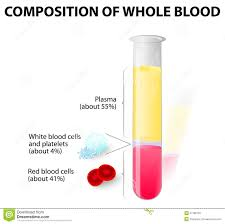 COMPOSITION OF WHOLE BLOOD
Plasma
(about 55%)
White blood cells
and platelets
(about 4%)
Red blood cells
(about 41%)